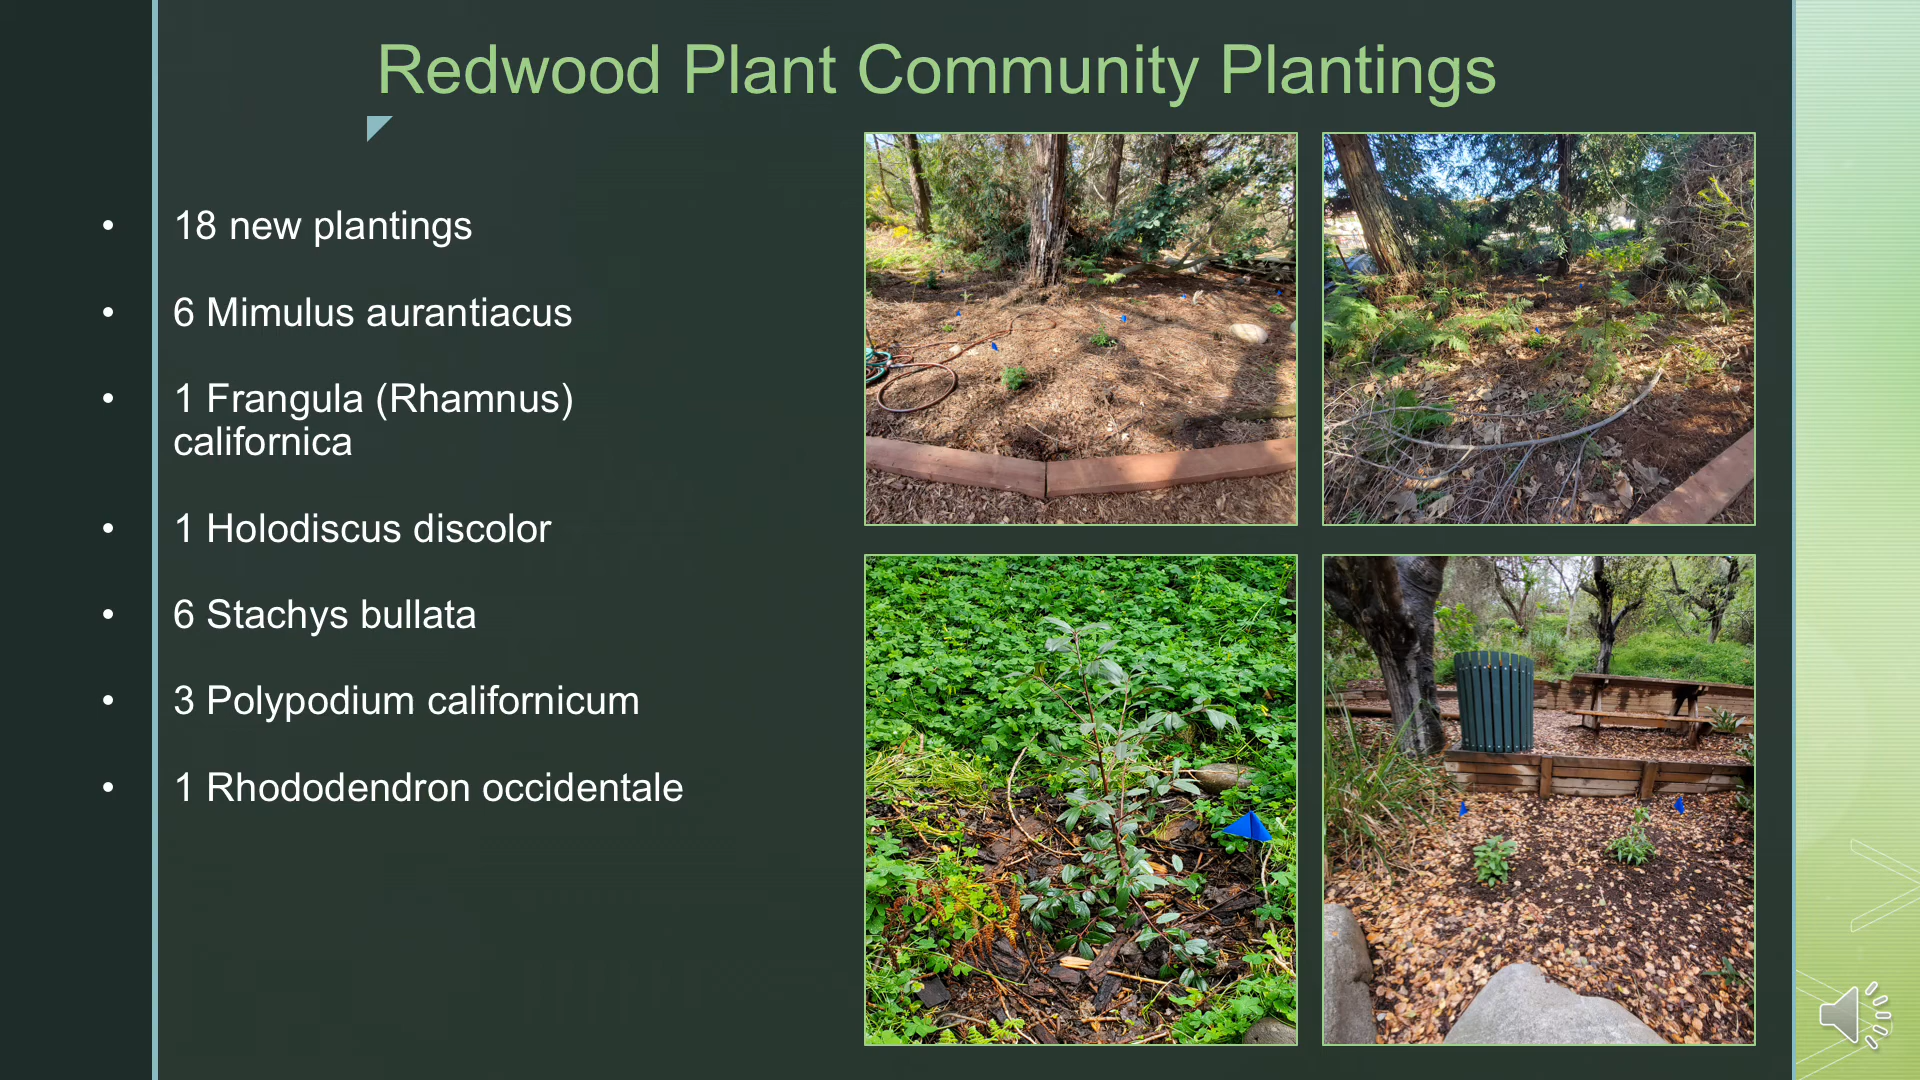 Redwood Plant Community Plantings
• 18 new plantings
• 6 Mimulus aurantiacus
• 1 Frangula (Rhamnus)
californica
• 1 Holodiscus discolor
• 6 Stachys bullata
• 3 Polypodium californicum
• 1 Rhododendron occidentale